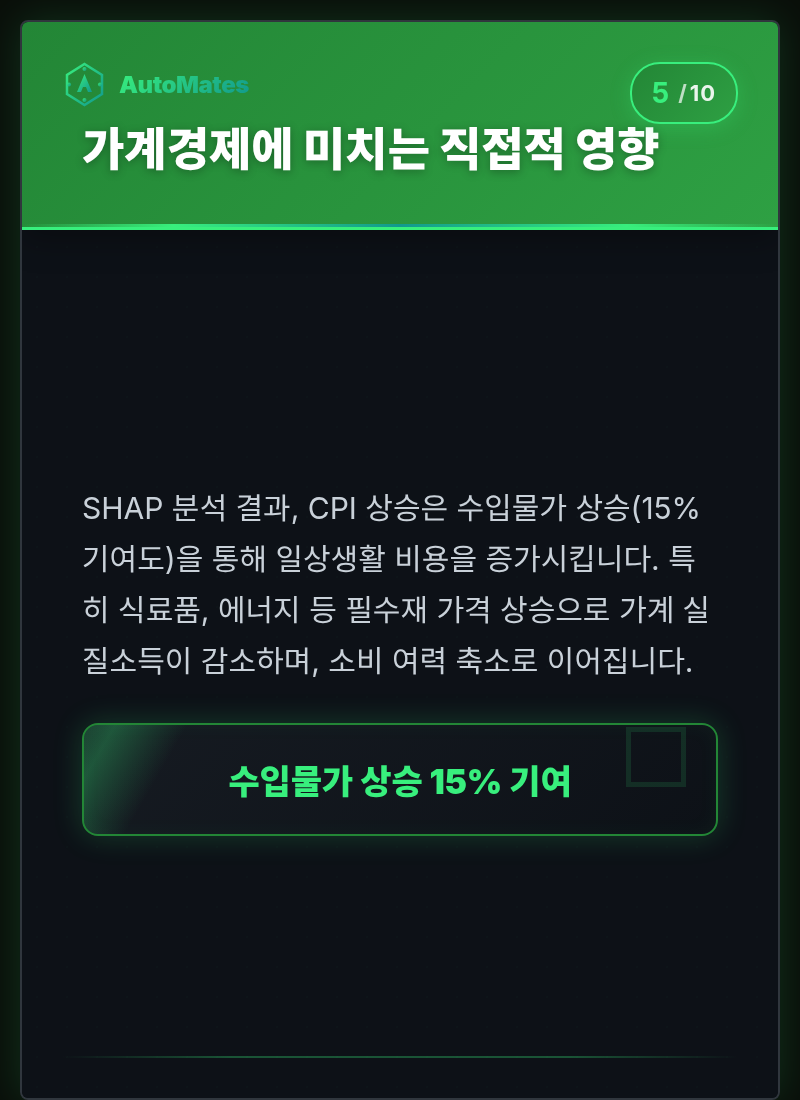 AutoMates
5 /10
가계경제에 미치는 직접적 영향
SHAP 분석 결과, CPI 상승은 수입물가 상승(15%
기여도)을 통해 일상생활 비용을 증가시킵니다. 특
히 식료품, 에너지 등 필수재 가격 상승으로 가계 실
질소득이 감소하며, 소비 여력 축소로 이어집니다.
수입물가 상승 15% 기여